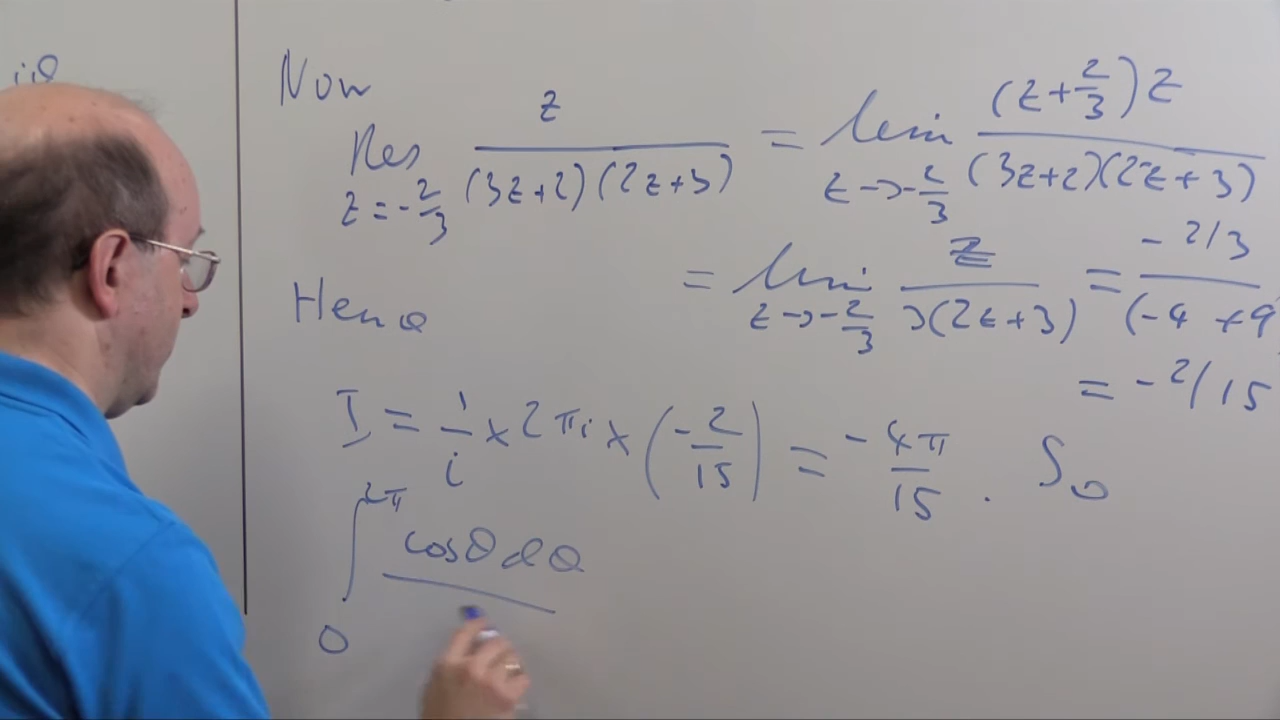 iθ
Now
Res z=-2/3 z/((3z+2)(2z+3)) = lim z→-2/3 ((z+2/3)z)/((3z+2)(2z+3))
= lim z→-2/3 z/(3(2z+3)) = (-2/3)/(-4+9)
Hence
= -2/15
I = 1/i × 2πi × (-2/15) = -4π/15. So
∫₀^2π cosθ dθ